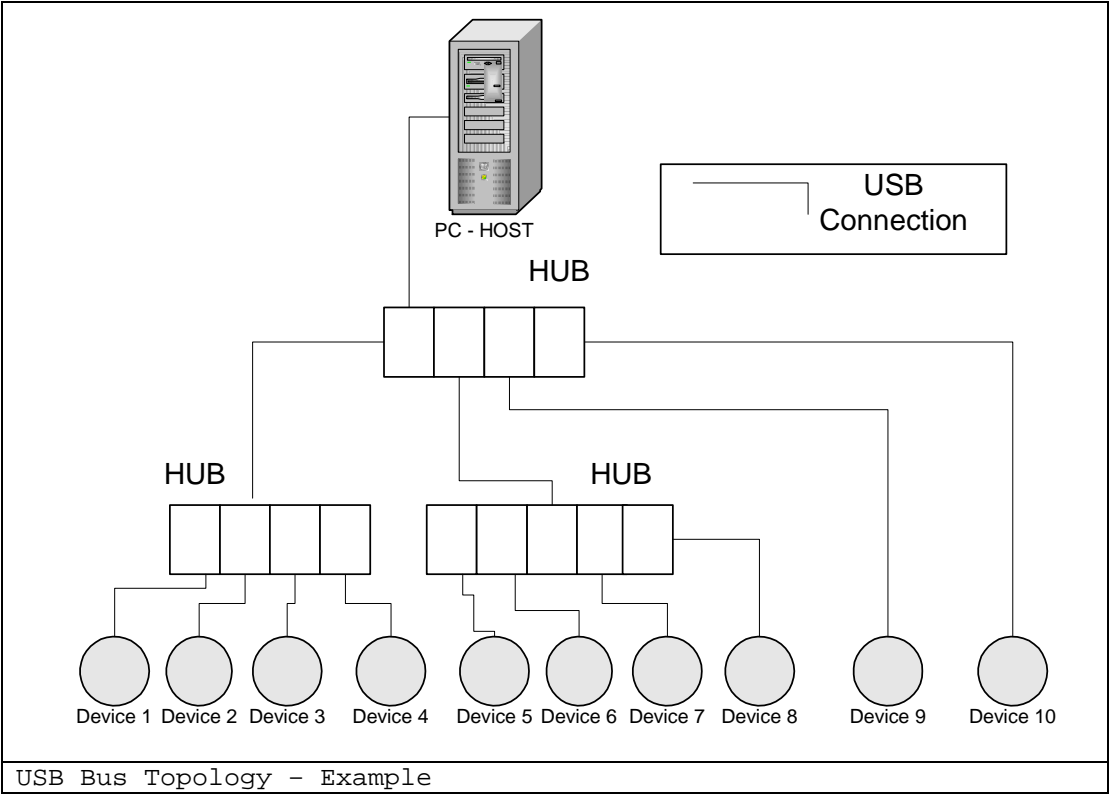 PC - HOST
USB
Connection
HUB
HUB
HUB
Device 1 Device 2 Device 3 Device 4 Device 5 Device 6 Device 7 Device 8 Device 9 Device 10
USB Bus Topology – Example